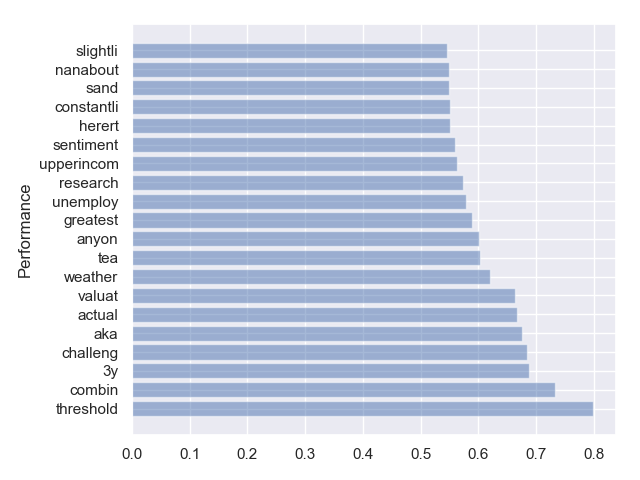 slightli
nanabout
sand
constantli
herert
sentiment
upperincom
research
unemploy
greatest
anyon
tea
weather
valuat
actual
aka
challeng
3y
combin
threshold
Performance
0.0 0.1 0.2 0.3 0.4 0.5 0.6 0.7 0.8